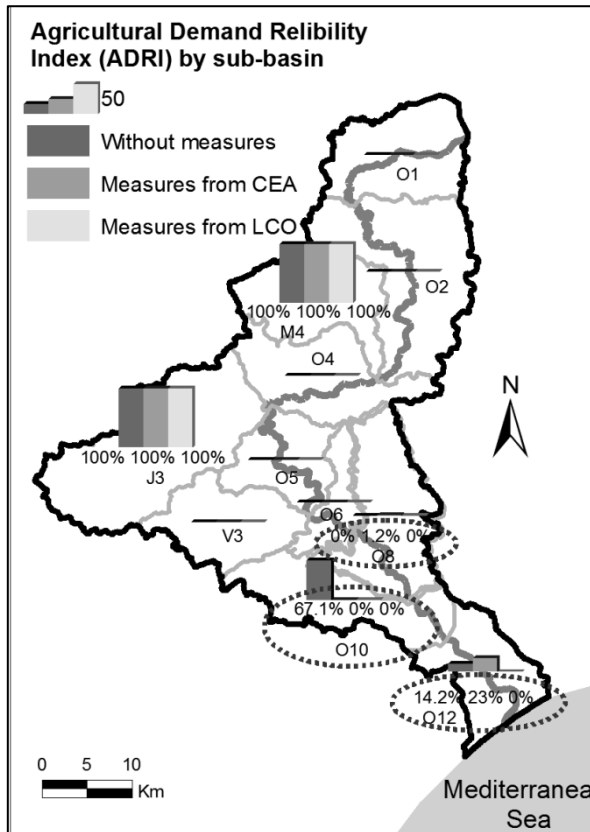 Agricultural Demand Relibility
Index (ADRI) by sub-basin
50
Without measures
Measures from CEA
Measures from LCO
O1
O2
100% 100% 100%
M4
O4
N
100% 100% 100%
J3
O5
O6
V3
0% 1.2% 0%
O8
67.1% 0% 0%
O10
14.2% 23% 0%
O12
0 5 10
Km
Mediterranea
Sea